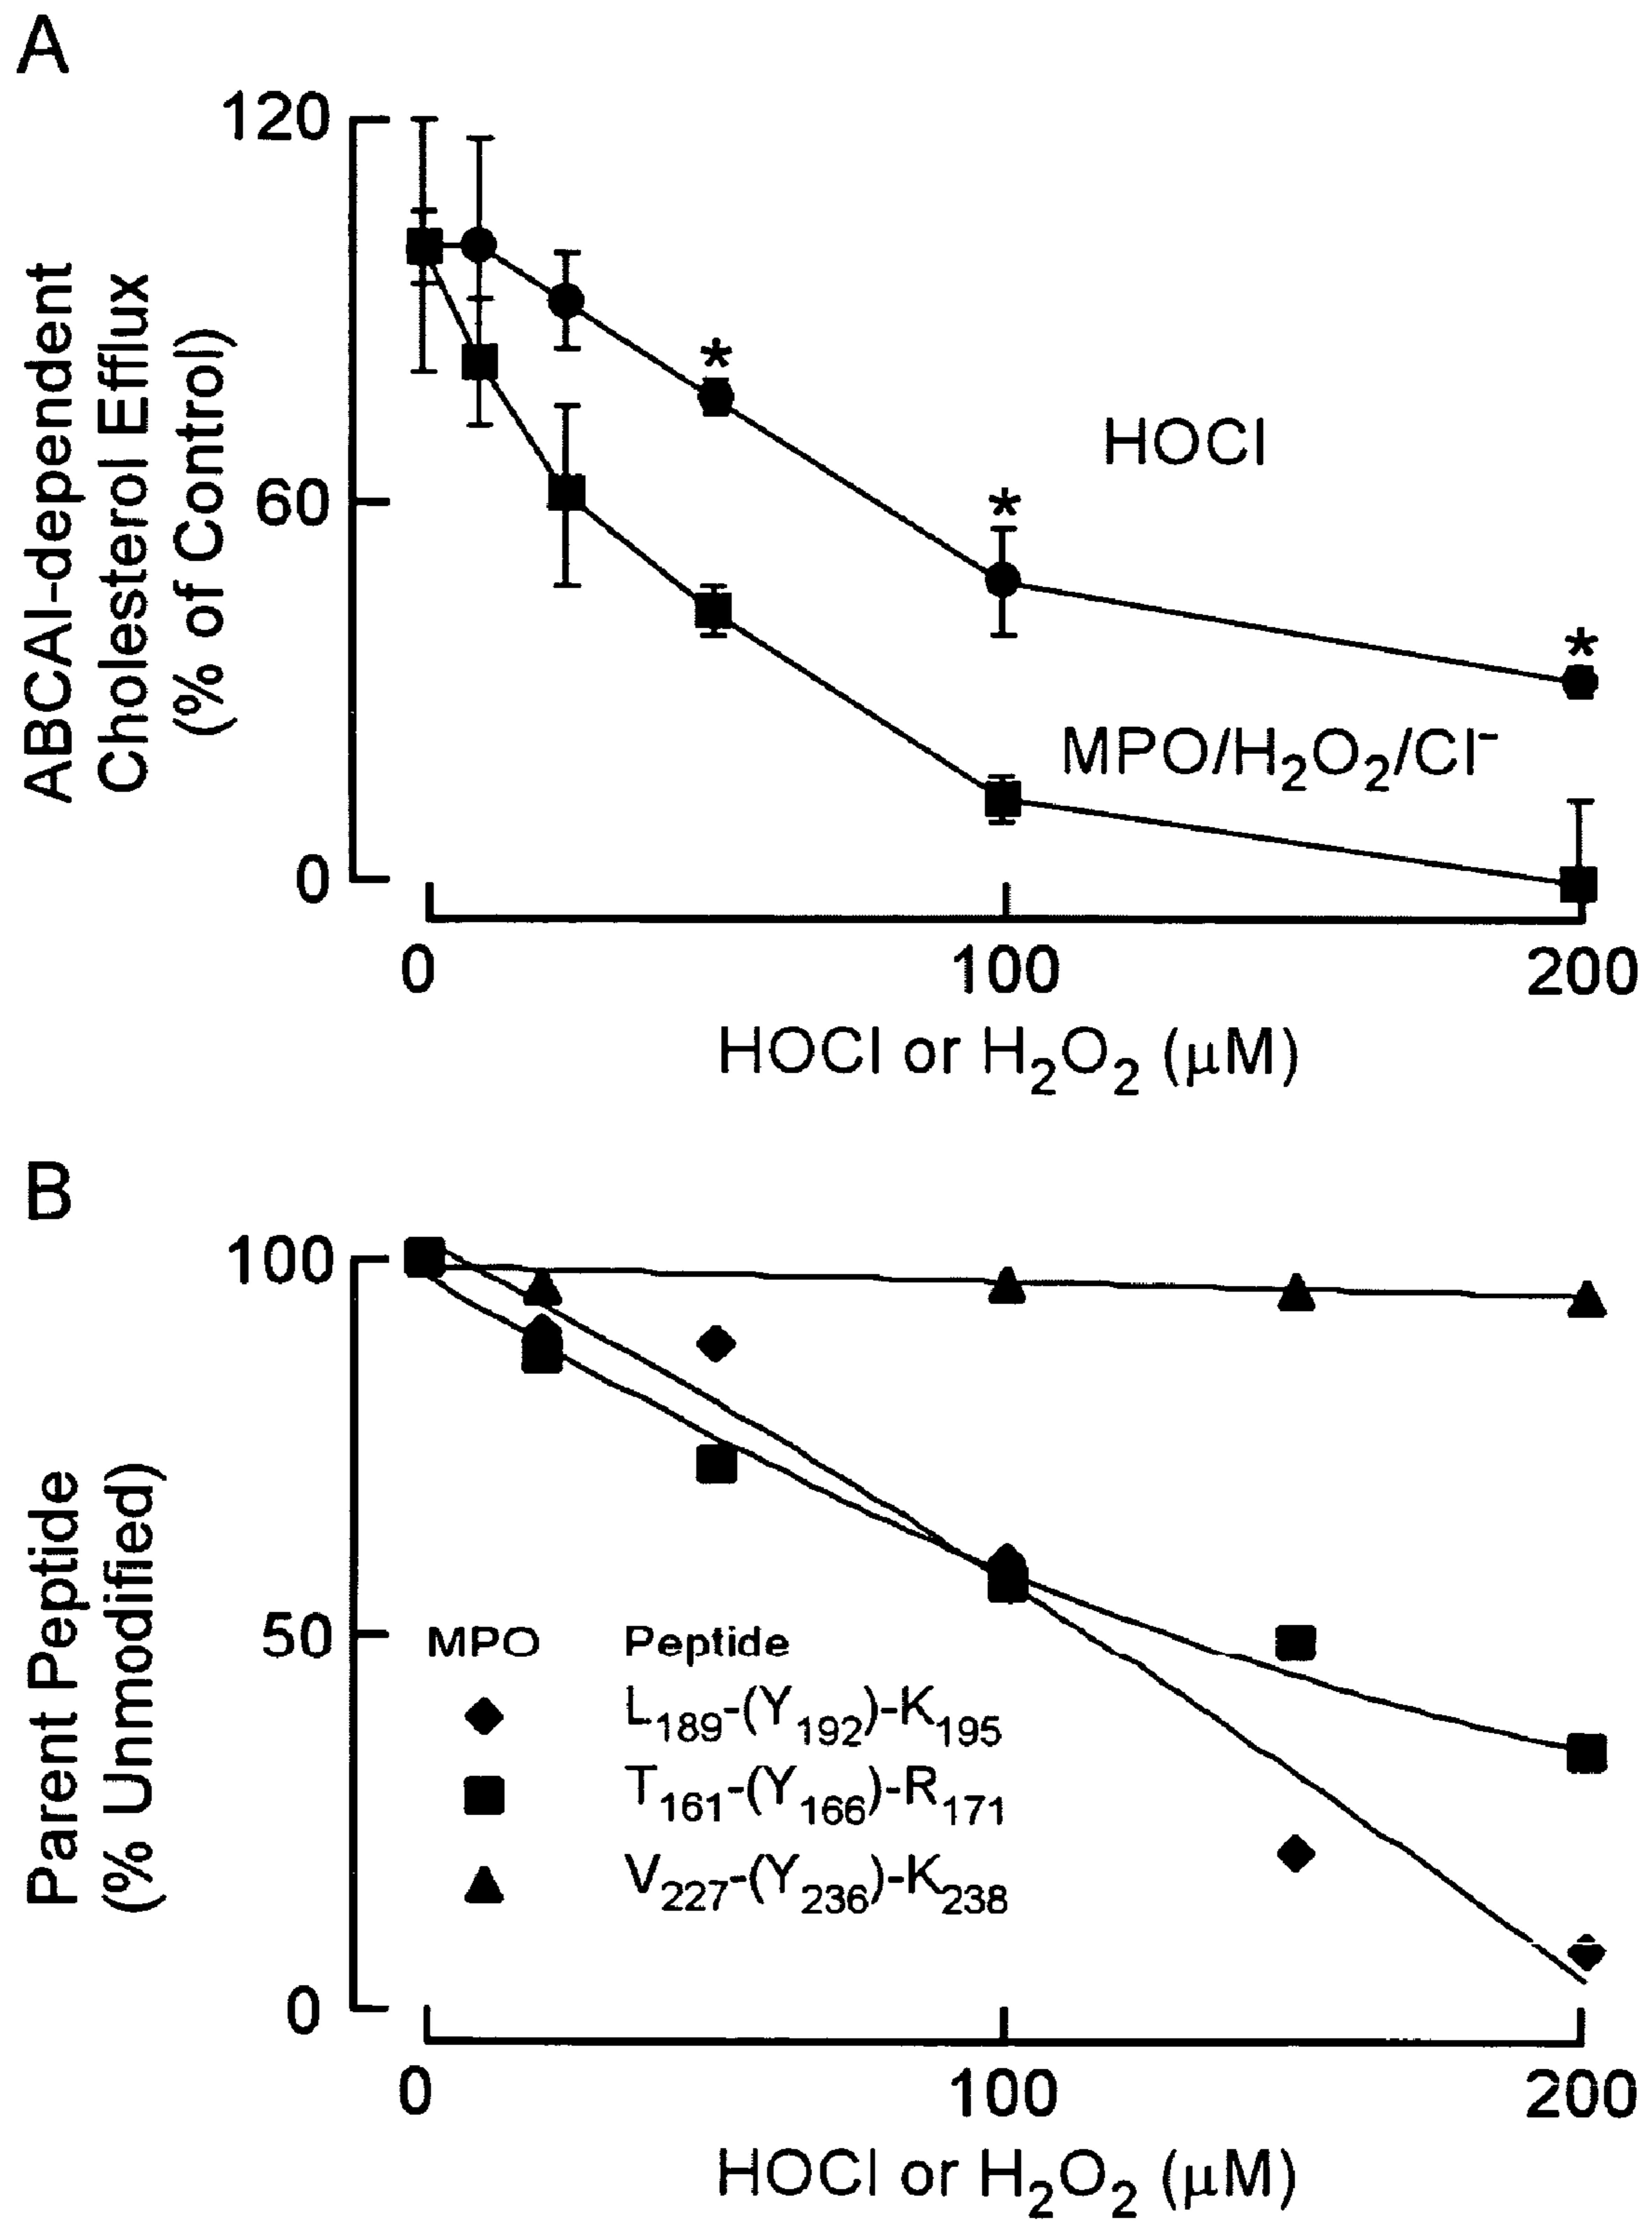 A
120
60
0
ABCAI-dependent
Cholesterol Efflux
(% of Control)
*
*
*
HOCl
MPO/H₂O₂/Cl⁻
0 100 200
HOCl or H₂O₂ (μM)
B
100
50
0
Parent Peptide
(% Unmodified)
MPO Peptide
L₁₈₉-(Y₁₉₂)-K₁₉₅
T₁₆₁-(Y₁₆₆)-R₁₇₁
V₂₂₇-(Y₂₃₆)-K₂₃₈
0 100 200
HOCl or H₂O₂ (μM)